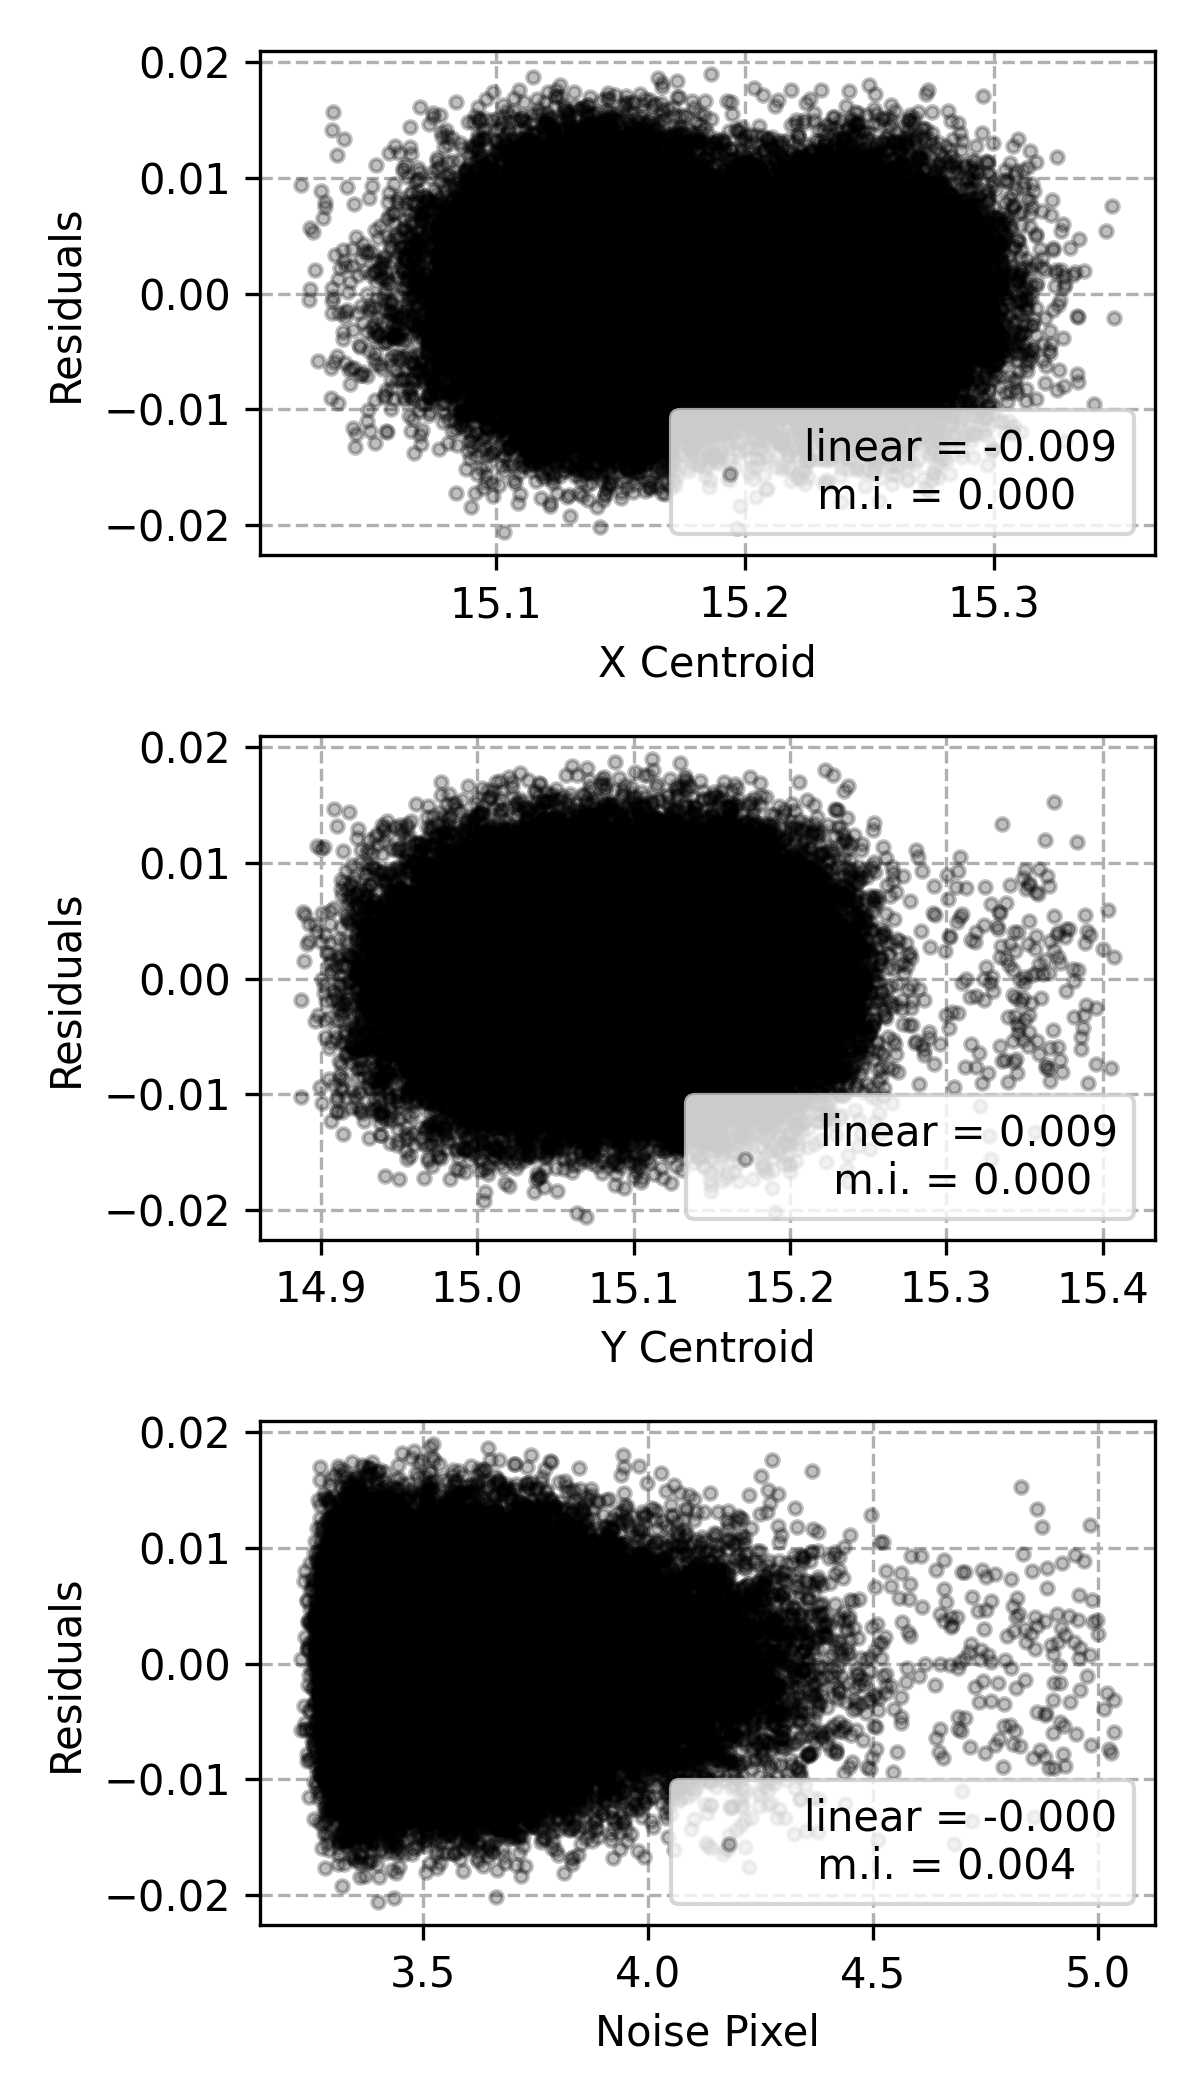 0.02
0.01
0.00
−0.01
−0.02
Residuals
linear = -0.009
m.i. = 0.000
15.1 15.2 15.3
X Centroid
0.02
0.01
0.00
−0.01
−0.02
Residuals
linear = 0.009
m.i. = 0.000
14.9 15.0 15.1 15.2 15.3 15.4
Y Centroid
0.02
0.01
0.00
−0.01
−0.02
Residuals
linear = -0.000
m.i. = 0.004
3.5 4.0 4.5 5.0
Noise Pixel